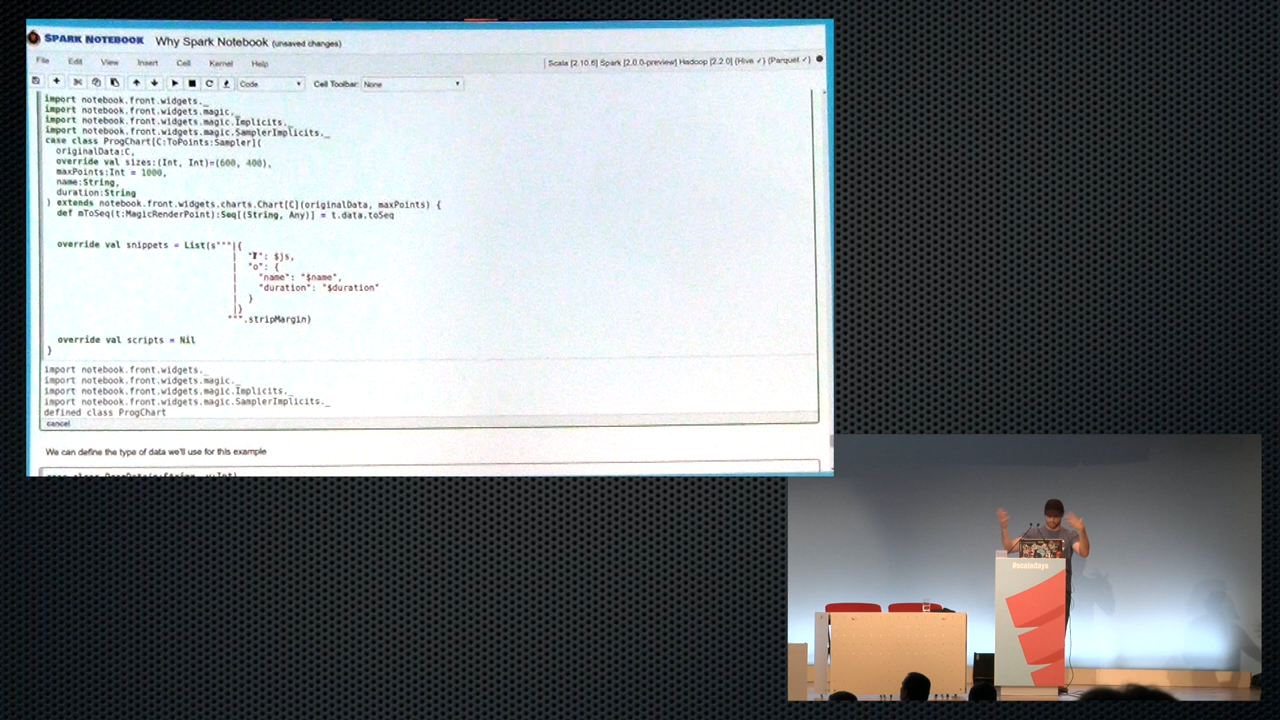 SPARK NOTEBOOK Why Spark Notebook (unsaved changes)
File Edit View Insert Cell Kernel Help
Scala [2.10.6] Spark [2.0.0-preview] Hadoop [2.2.0] {Hive ✓} {Parquet ✓}
Code Cell Toolbar: None
import notebook.front.widgets._
import notebook.front.widgets.magic._
import notebook.front.widgets.magic.Implicits._
import notebook.front.widgets.magic.SamplerImplicits._
case class ProgChart[C:ToPoints:Sampler](
originalData:C,
override val sizes:(Int, Int)=(600, 400),
maxPoints:Int = 1000,
name:String,
duration:String
) extends notebook.front.widgets.charts.Chart[C](originalData, maxPoints) {
def mToSeq(t:MagicRenderPoint):Seq[(String, Any)] = t.data.toSeq
override val snippets = List(s"""|{
| "f": $js,
| "o": {
| "name": "$name",
| "duration": "$duration"
| }
|}
""".stripMargin)
override val scripts = Nil
}
import notebook.front.widgets._
import notebook.front.widgets.magic._
import notebook.front.widgets.magic.Implicits._
import notebook.front.widgets.magic.SamplerImplicits._
defined class ProgChart
cancel
We can define the type of data we'll use for this example
#scaladays